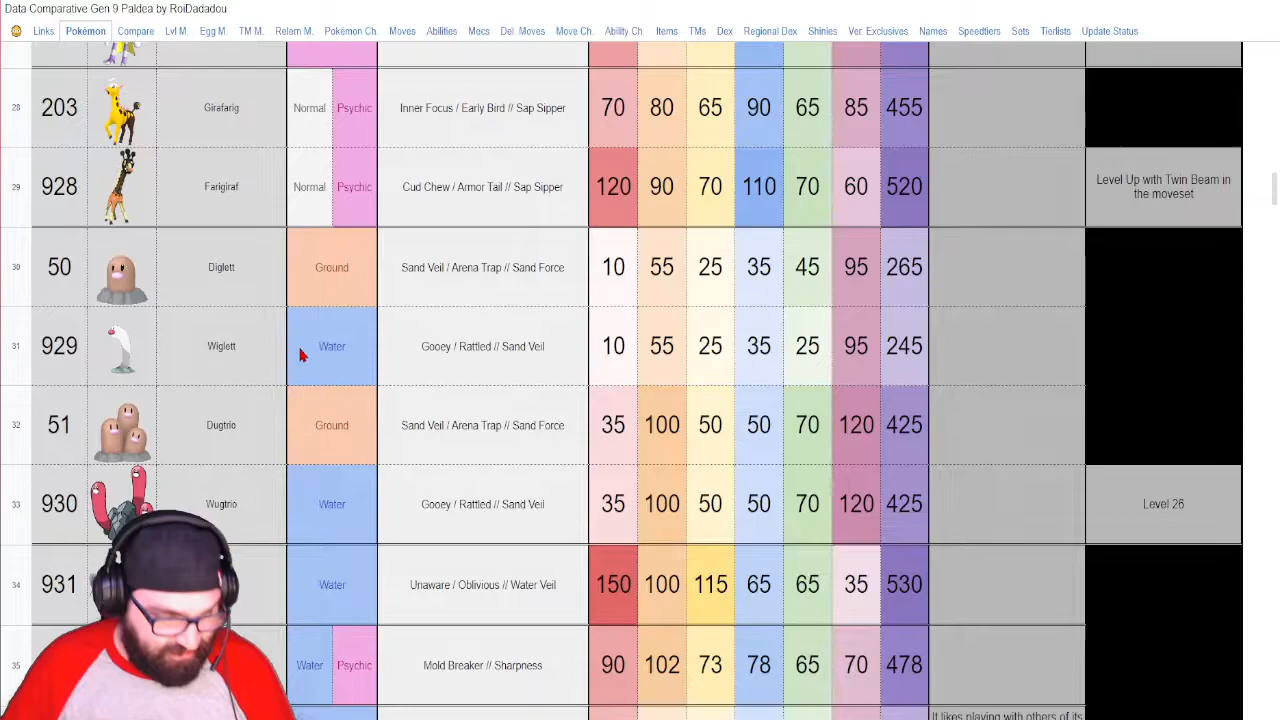 Data Comparative Gen 9 Paldea by RoiDadadou
Links Pokémon Compare Lvl M. Egg M. TM M. Relern M. Pokémon Ch. Moves Abilities Mecs Del. Moves Move Ch. Ability Ch. Items TMs Dex Regional Dex Shinies Ver. Exclusives Names Speedtiers Sets Tierlists Update Status
28 203 Girafarig Normal Psychic Inner Focus / Early Bird // Sap Sipper 70 80 65 90 65 85 455
29 928 Farigiraf Normal Psychic Cud Chew / Armor Tail // Sap Sipper 120 90 70 110 70 60 520 Level Up with Twin Beam in
the moveset
30 50 Diglett Ground Sand Veil / Arena Trap // Sand Force 10 55 25 35 45 95 265
31 929 Wiglett Water Gooey / Rattled // Sand Veil 10 55 25 35 25 95 245
32 51 Dugtrio Ground Sand Veil / Arena Trap // Sand Force 35 100 50 50 70 120 425
33 930 Wugtrio Water Gooey / Rattled // Sand Veil 35 100 50 50 70 120 425 Level 26
34 931 Water Unaware / Oblivious // Water Veil 150 100 115 65 65 35 530
35 Water Psychic Mold Breaker // Sharpness 90 102 73 78 65 70 478
It likes playing with others of its